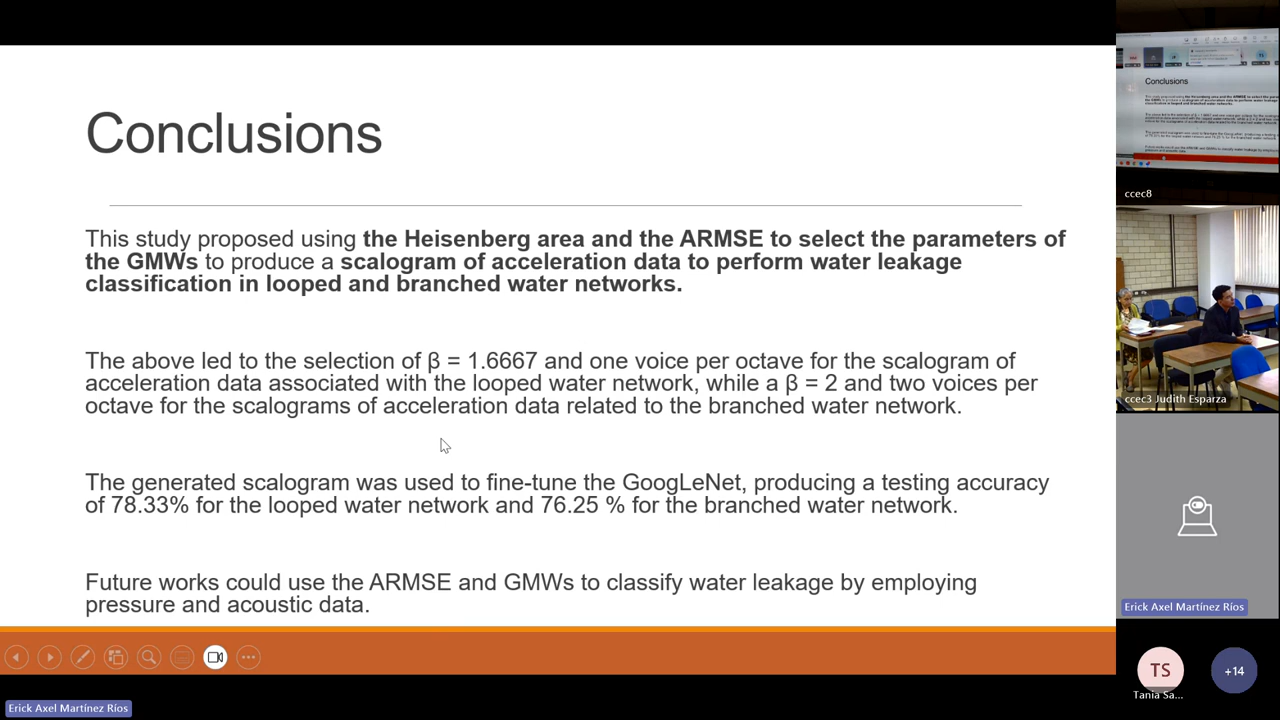 Conclusions
This study proposed using the Heisenberg area and the ARMSE to select the parameters of
the GMWs to produce a scalogram of acceleration data to perform water leakage
classification in looped and branched water networks.
The above led to the selection of β = 1.6667 and one voice per octave for the scalogram of
acceleration data associated with the looped water network, while a β = 2 and two voices per
octave for the scalograms of acceleration data related to the branched water network.
The generated scalogram was used to fine-tune the GoogLeNet, producing a testing accuracy
of 78.33% for the looped water network and 76.25 % for the branched water network.
Future works could use the ARMSE and GMWs to classify water leakage by employing
pressure and acoustic data.
Erick Axel Martínez Ríos
Conclusions
ccec8
ccec3 Judith Esparza
Erick Axel Martínez Ríos
TS
Tania Sa...
+14